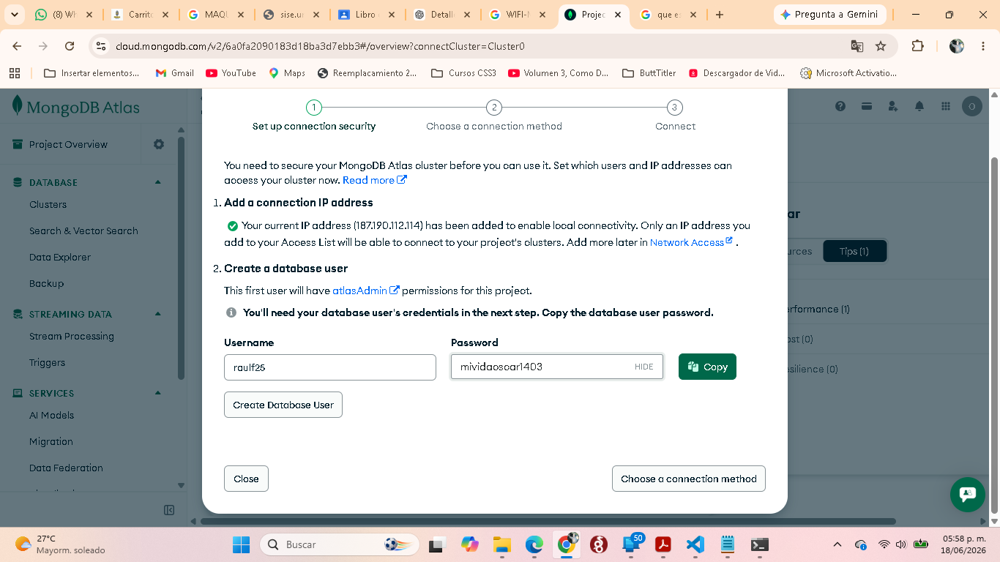 (8) Wh
Carrito
MAQU
sise.un
Libro
Detall
WIFI-M
Projec
que es
Pregunta a Gemini
cloud.mongodb.com/v2/6a0fa2090183d18ba3d7ebb3#/overview?connectCluster=Cluster0
Insertar elementos...
Gmail
YouTube
Maps
Reemplacamiento 2...
Cursos CSS3
Volumen 3, Como D...
ButtTitler
Descargador de Vid...
Microsoft Activatio...
MongoDB Atlas
O
Project Overview
DATABASE
Clusters
Search & Vector Search
Data Explorer
Backup
STREAMING DATA
Stream Processing
Triggers
SERVICES
AI Models
Migration
Data Federation
1
2
3
Set up connection security
Choose a connection method
Connect
You need to secure your MongoDB Atlas cluster before you can use it. Set which users and IP addresses can
access your cluster now. Read more
1. Add a connection IP address
Your current IP address (187.190.112.114) has been added to enable local connectivity. Only an IP address you
add to your Access List will be able to connect to your project's clusters. Add more later in Network Access .
2. Create a database user
This first user will have atlasAdmin permissions for this project.
You'll need your database user's credentials in the next step. Copy the database user password.
Username
Password
raulf25
mividaoscar1403
HIDE
Copy
Create Database User
Close
Choose a connection method
ar
urces
Tips (1)
erformance (1)
ost (0)
esilience (0)
27°C
Mayorm. soleado
Buscar
50
05:58 p. m.
18/06/2026